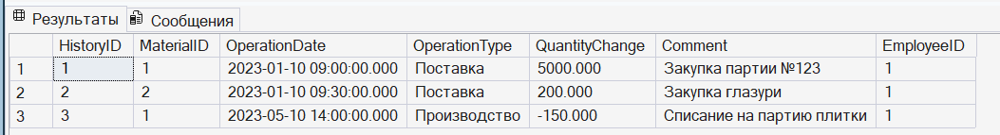 Результаты Сообщения
HistoryID MaterialID OperationDate OperationType QuantityChange Comment EmployeeID
1 1 1 2023-01-10 09:00:00.000 Поставка 5000.000 Закупка партии №123 1
2 2 2 2023-01-10 09:30:00.000 Поставка 200.000 Закупка глазури 1
3 3 1 2023-05-10 14:00:00.000 Производство -150.000 Списание на партию плитки 1